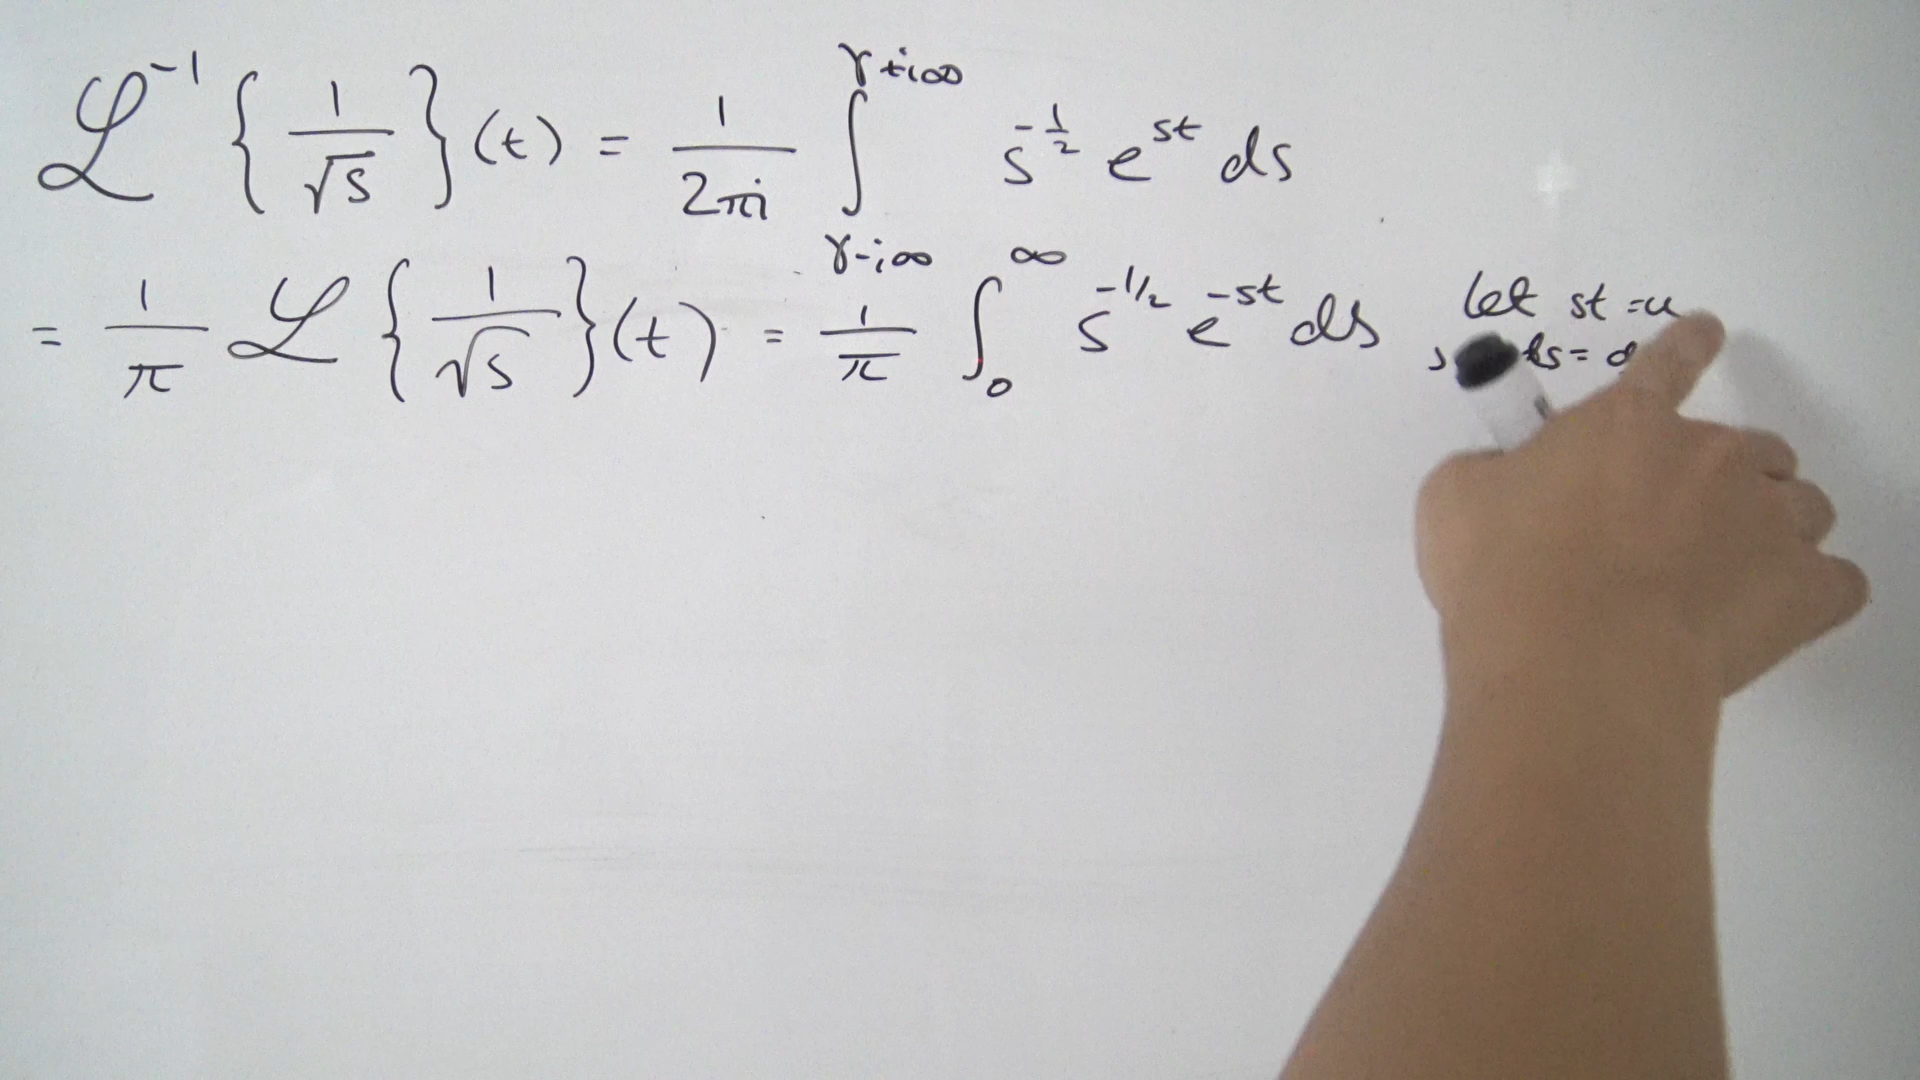 ℒ⁻¹ { 1/√s } (t) = 1/(2πi) ∫_{γ-i∞}^{γ+i∞} s^{-1/2} e^{st} ds
= 1/π ℒ { 1/√s } (t) = 1/π ∫_0^∞ s^{-1/2} e^{-st} ds
let st = u